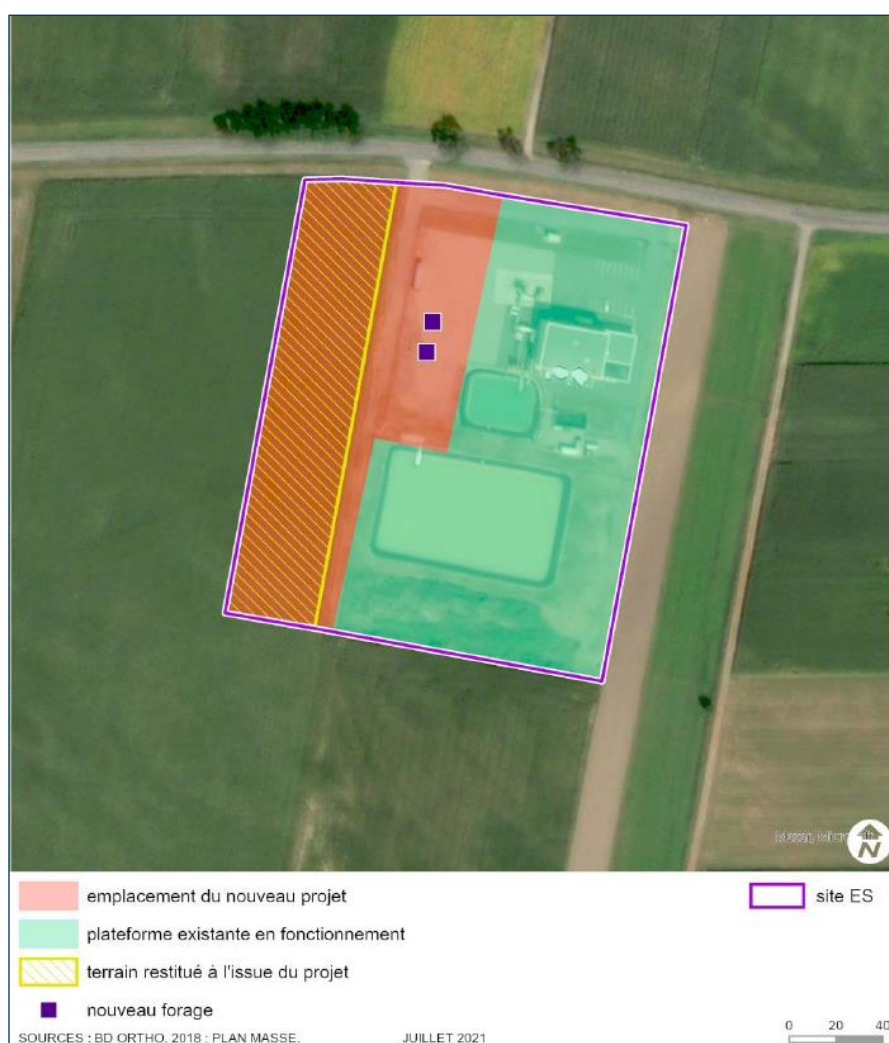 N
emplacement du nouveau projet
site ES
plateforme existante en fonctionnement
terrain restitué à l'issue du projet
nouveau forage
SOURCES : BD ORTHO, 2018 ; PLAN MASSE. JUILLET 2021
0 20 40